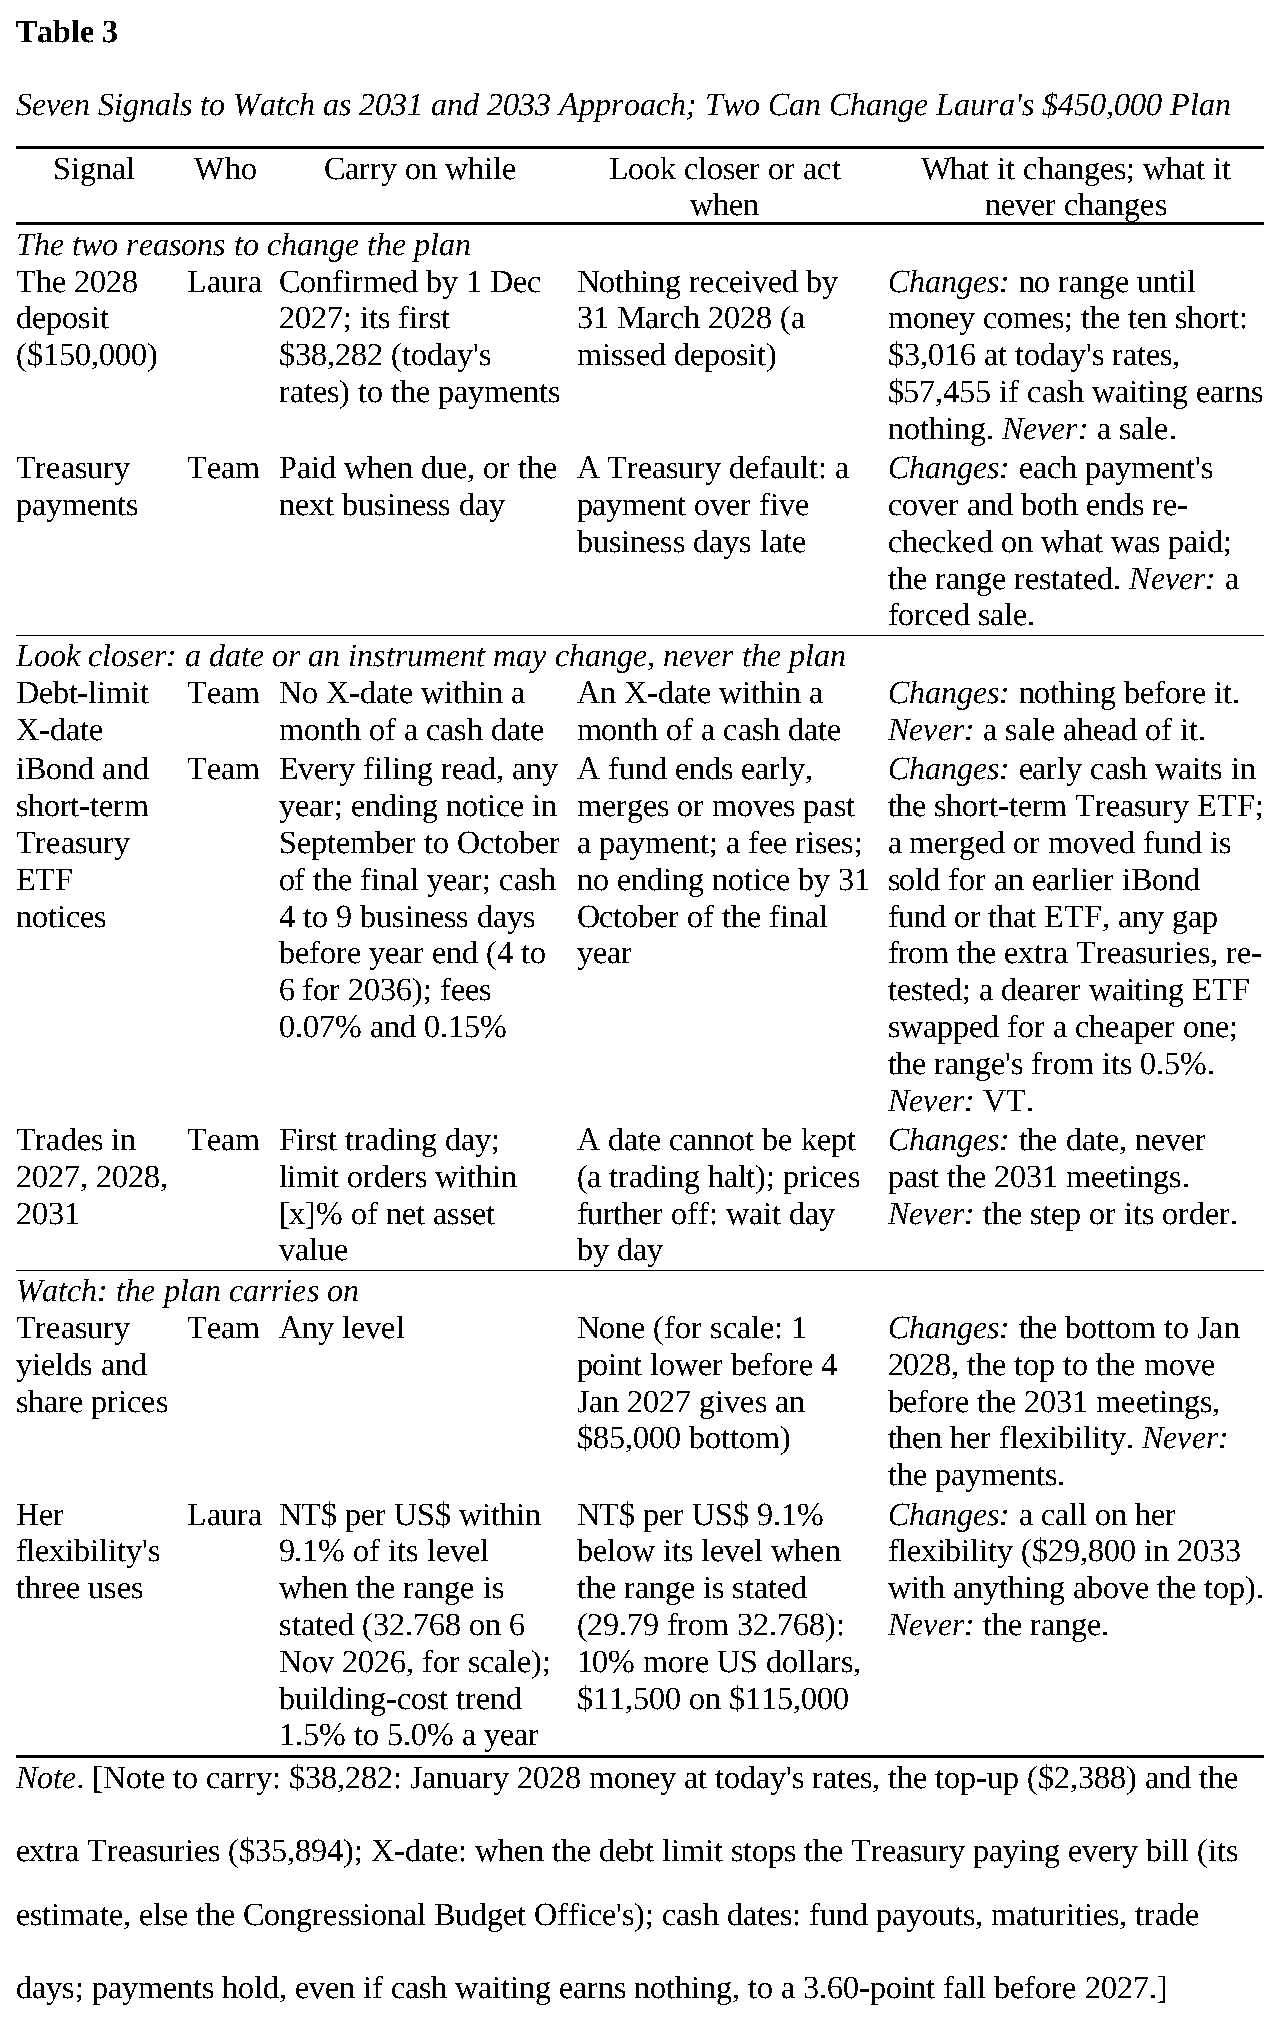 Table 3
Seven Signals to Watch as 2031 and 2033 Approach; Two Can Change Laura's $450,000 Plan
Signal
Who
Carry on while
Look closer or act
when
What it changes; what it
never changes
The two reasons to change the plan
The 2028
deposit
($150,000)
Laura
Confirmed by 1 Dec
2027; its first
$38,282 (today's
rates) to the payments
Nothing received by
31 March 2028 (a
missed deposit)
Changes: no range until
money comes; the ten short:
$3,016 at today's rates,
$57,455 if cash waiting earns
nothing. Never: a sale.
Treasury
payments
Team
Paid when due, or the
next business day
A Treasury default: a
payment over five
business days late
Changes: each payment's
cover and both ends re-
checked on what was paid;
the range restated. Never: a
forced sale.
Look closer: a date or an instrument may change, never the plan
Debt-limit
X-date
Team
No X-date within a
month of a cash date
An X-date within a
month of a cash date
Changes: nothing before it.
Never: a sale ahead of it.
iBond and
short-term
Treasury
ETF
notices
Team
Every filing read, any
year; ending notice in
September to October
of the final year; cash
4 to 9 business days
before year end (4 to
6 for 2036); fees
0.07% and 0.15%
A fund ends early,
merges or moves past
a payment; a fee rises;
no ending notice by 31
October of the final
year
Changes: early cash waits in
the short-term Treasury ETF;
a merged or moved fund is
sold for an earlier iBond
fund or that ETF, any gap
from the extra Treasuries, re-
tested; a dearer waiting ETF
swapped for a cheaper one;
the range's from its 0.5%.
Never: VT.
Trades in
2027, 2028,
2031
Team
First trading day;
limit orders within
[x]% of net asset
value
A date cannot be kept
(a trading halt); prices
further off: wait day
by day
Changes: the date, never
past the 2031 meetings.
Never: the step or its order.
Watch: the plan carries on
Treasury
yields and
share prices
Team
Any level
None (for scale: 1
point lower before 4
Jan 2027 gives an
$85,000 bottom)
Changes: the bottom to Jan
2028, the top to the move
before the 2031 meetings,
then her flexibility. Never:
the payments.
Her
flexibility's
three uses
Laura
NT$ per US$ within
9.1% of its level
when the range is
stated (32.768 on 6
Nov 2026, for scale);
building-cost trend
1.5% to 5.0% a year
NT$ per US$ 9.1%
below its level when
the range is stated
(29.79 from 32.768):
10% more US dollars,
$11,500 on $115,000
Changes: a call on her
flexibility ($29,800 in 2033
with anything above the top).
Never: the range.
Note. [Note to carry: $38,282: January 2028 money at today's rates, the top-up ($2,388) and the
extra Treasuries ($35,894); X-date: when the debt limit stops the Treasury paying every bill (its
estimate, else the Congressional Budget Office's); cash dates: fund payouts, maturities, trade
days; payments hold, even if cash waiting earns nothing, to a 3.60-point fall before 2027.]